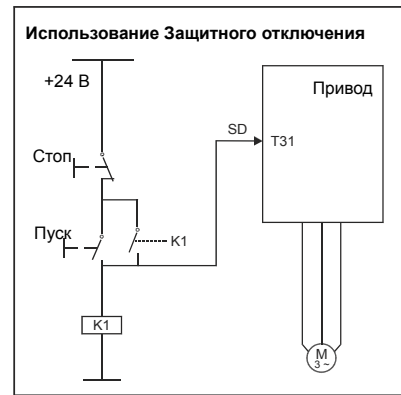 Использование Защитного отключения
+24 В
Привод
SD
T31
Стоп
Пуск
K1
K1
M
3 ~